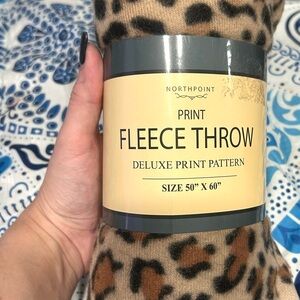 NORTHPOINT
PRINT
FLEECE THROW
DELUXE PRINT PATTERN
SIZE 50" X 60"